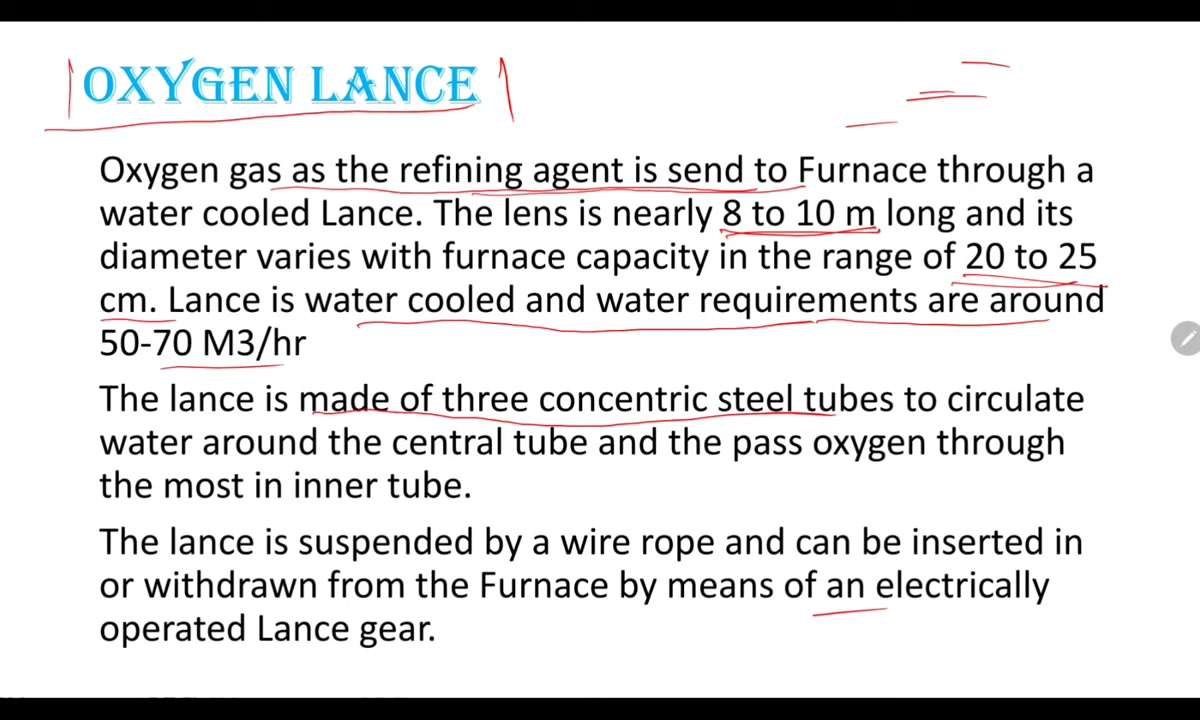 OXYGEN LANCE
Oxygen gas as the refining agent is send to Furnace through a
water cooled Lance. The lens is nearly 8 to 10 m long and its
diameter varies with furnace capacity in the range of 20 to 25
cm. Lance is water cooled and water requirements are around
50-70 M3/hr
The lance is made of three concentric steel tubes to circulate
water around the central tube and the pass oxygen through
the most in inner tube.
The lance is suspended by a wire rope and can be inserted in
or withdrawn from the Furnace by means of an electrically
operated Lance gear.